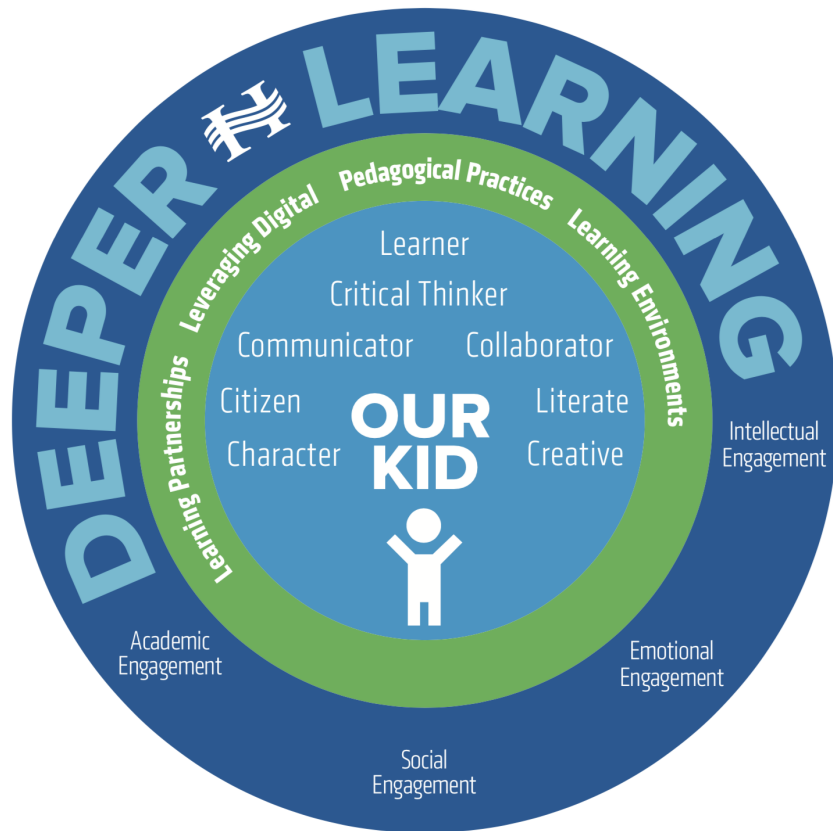 DEEPER LEARNING
Learning Partnerships
Leveraging Digital
Pedagogical Practices
Learning Environments
Learner
Critical Thinker
Communicator
Collaborator
Citizen
Literate
Character
Creative
OUR
KID
Intellectual
Engagement
Emotional
Engagement
Social
Engagement
Academic
Engagement